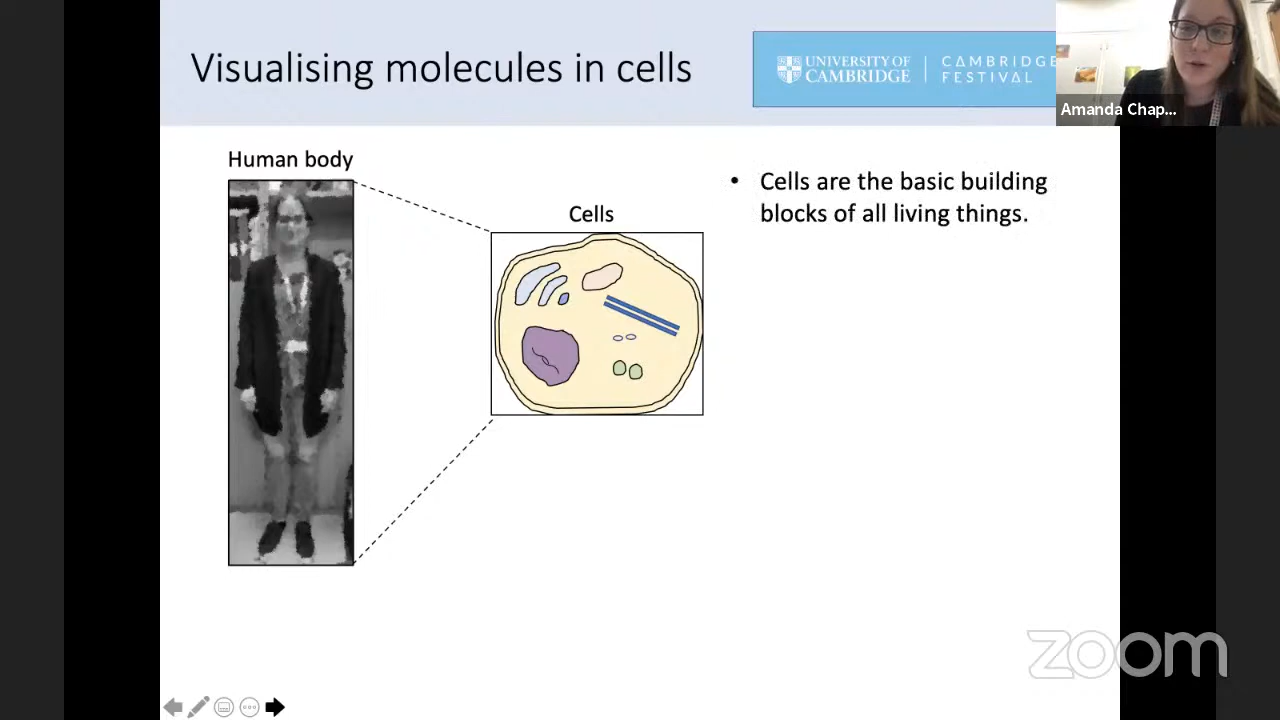 Visualising molecules in cells
UNIVERSITY OF
CAMBRIDGE
CAMBRIDGE
FESTIVAL
Amanda Chap...
Human body
Cells
• Cells are the basic building
blocks of all living things.
zoom